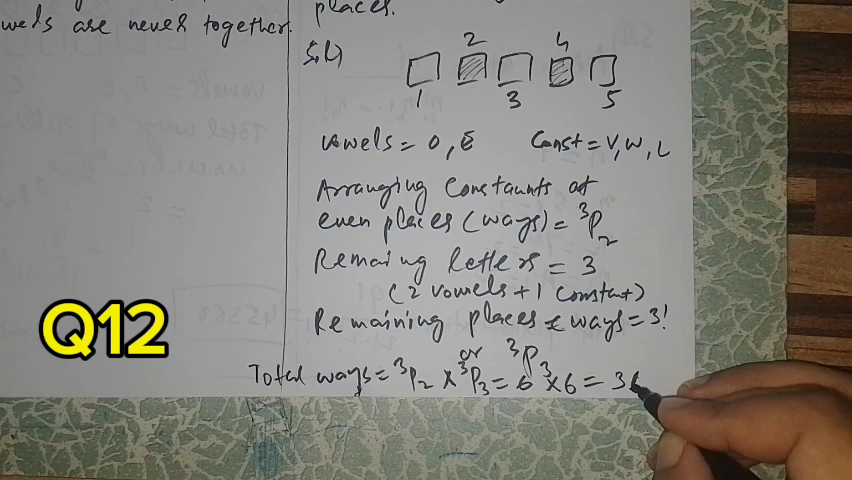 wels are never together.
places.
Sol)
2 4
1 3 5
vowels = O, E Const = V, W, L
Arranging Constaunts at
even places (ways) = ³P₂
Remaing letters = 3
(2 vowels + 1 constant)
Remaining places & ways = 3!
or ³P₃
Total ways = ³P₂ x ³P₃ = 6 x 6 = 36
Q12